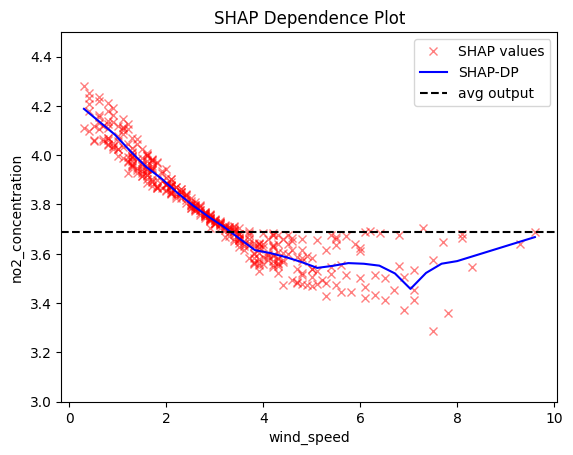 SHAP Dependence Plot
SHAP values
SHAP-DP
avg output
no2_concentration
4.4
4.2
4.0
3.8
3.6
3.4
3.2
3.0
0
2
4
6
8
10
wind_speed